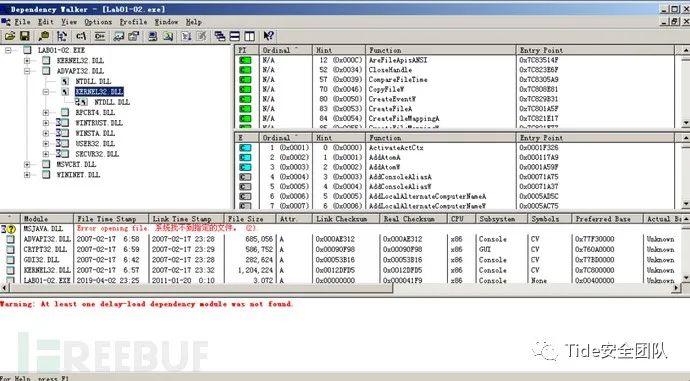 Dependency Walker - [Lab01-02.exe]
File Edit View Options Profile Window Help
LAB01-02.EXE
KERNEL32.DLL
ADVAPI32.DLL
NTDLL.DLL
KERNEL32.DLL
NTDLL.DLL
RPCRT4.DLL
WINTRUST.DLL
WINSTA.DLL
USER32.DLL
SECUR32.DLL
MSVCRT.DLL
WININET.DLL
PI Ordinal ^ Hint Function Entry Point
N/A 12 (0x000C) AreFileApisANSI 0x7C83514F
N/A 52 (0x0034) CloseHandle 0x7C823E6F
N/A 57 (0x0039) CompareFileTime 0x7C8305A9
N/A 70 (0x0046) CopyFileW 0x7C808E81
N/A 80 (0x0050) CreateEventW 0x7C829B31
N/A 83 (0x0053) CreateFileA 0x7C801A5F
N/A 84 (0x0054) CreateFileMappingA 0x7C821E17
E Ordinal ^ Hint Function Entry Point
1 (0x0001) 0 (0x0000) ActivateActCtx 0x0001F326
2 (0x0002) 1 (0x0001) AddAtomA 0x000117A9
3 (0x0003) 2 (0x0002) AddAtomW 0x0001A59F
4 (0x0004) 3 (0x0003) AddConsoleAliasA 0x00071A75
5 (0x0005) 4 (0x0004) AddConsoleAliasW 0x00071A37
6 (0x0006) 5 (0x0005) AddLocalAlternateComputerNameA 0x0005AD5C
7 (0x0007) 6 (0x0006) AddLocalAlternateComputerNameW 0x0005AC75
^ Module File Time Stamp Link Time Stamp File Size Attr. Link Checksum Real Checksum CPU Subsystem Symbols Preferred Base Actual Ba
MSJAVA.DLL Error opening file. 系统找不到指定的文件。 (2)
ADVAPI32.DLL 2007-02-17 6:58 2007-02-17 23:28 685,056 A 0x000AE312 0x000AE312 x86 Console CV 0x77F30000 Unknown
CRYPT32.DLL 2007-02-17 6:59 2007-02-17 23:29 586,752 A 0x00090F98 0x00090F98 x86 GUI CV 0x760A0000 Unknown
GDI32.DLL 2007-02-17 6:42 2007-02-17 23:28 282,624 A 0x00053B16 0x00053B16 x86 Console CV 0x77BD0000 Unknown
KERNEL32.DLL 2007-02-17 6:57 2007-02-17 23:28 1,204,224 A 0x0012DFD5 0x0012DFD5 x86 Console CV 0x7C800000 Unknown
LAB01-02.EXE 2019-04-02 23:25 2011-01-20 0:10 3,072 A 0x00000000 0x000041F9 x86 Console None 0x00400000 Unknown
Warning: At least one delay-load dependency module was not found.
REEBUF
Tide安全团队
For Help, press F1